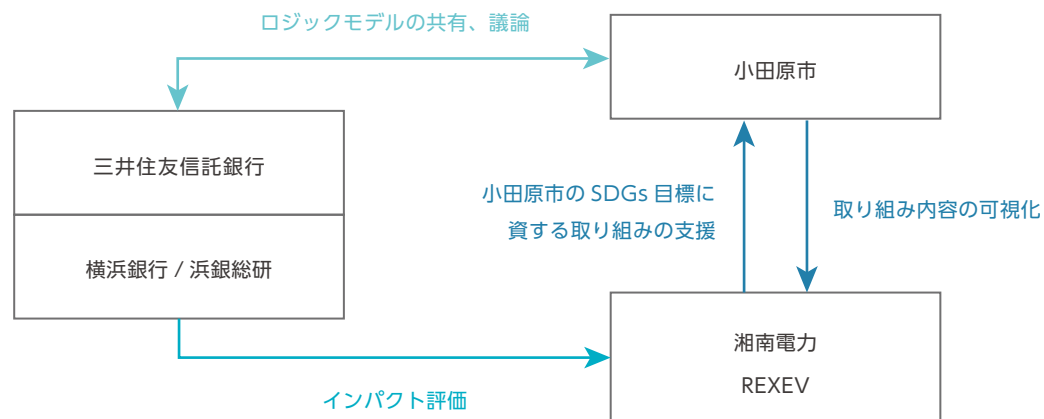 ロジックモデルの共有、議論
小田原市
三井住友信託銀行
小田原市の SDGs 目標に
資する取り組みの支援
取り組み内容の可視化
横浜銀行 / 浜銀総研
湘南電力
REXEV
インパクト評価